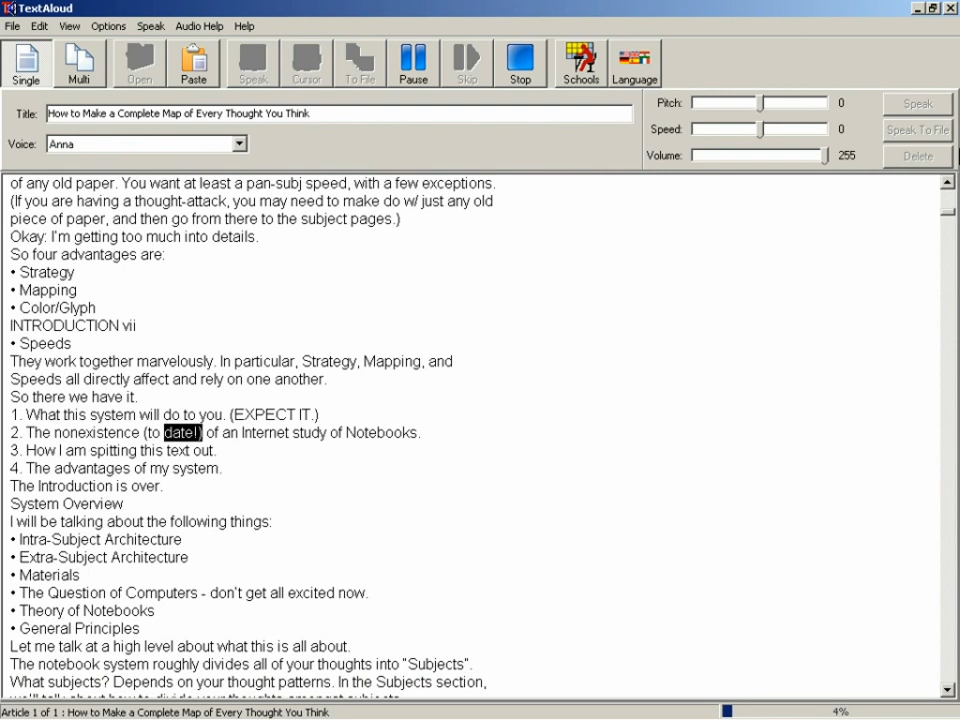 TextAloud
File Edit View Options Speak Audio Help Help
Single Multi Open Paste Speak Cursor To File Pause Skip Stop Schools Language
Title: How to Make a Complete Map of Every Thought You Think
Voice: Anna
Pitch: 0 Speak
Speed: 0 Speak To File
Volume: 255 Delete
of any old paper. You want at least a pan-subj speed, with a few exceptions.
(If you are having a thought-attack, you may need to make do w/ just any old
piece of paper, and then go from there to the subject pages.)
Okay: I'm getting too much into details.
So four advantages are:
• Strategy
• Mapping
• Color/Glyph
INTRODUCTION vii
• Speeds
They work together marvelously. In particular, Strategy, Mapping, and
Speeds all directly affect and rely on one another.
So there we have it.
1. What this system will do to you. (EXPECT IT.)
2. The nonexistence (to date!) of an Internet study of Notebooks.
3. How I am spitting this text out.
4. The advantages of my system.
The Introduction is over.
System Overview
I will be talking about the following things:
• Intra-Subject Architecture
• Extra-Subject Architecture
• Materials
• The Question of Computers - don't get all excited now.
• Theory of Notebooks
• General Principles
Let me talk at a high level about what this is all about.
The notebook system roughly divides all of your thoughts into "Subjects".
What subjects? Depends on your thought patterns. In the Subjects section,
we'll talk about how to divide your thoughts amongst subjects.
Article 1 of 1 : How to Make a Complete Map of Every Thought You Think 4%